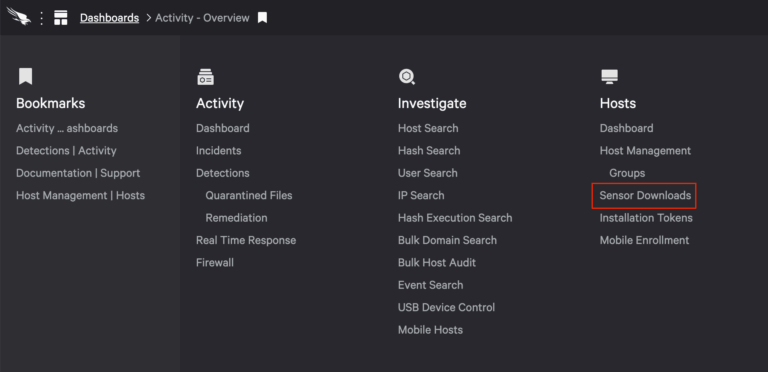 Dashboards > Activity - Overview
Bookmarks
Activity ... ashboards
Detections | Activity
Documentation | Support
Host Management | Hosts
Activity
Dashboard
Incidents
Detections
Quarantined Files
Remediation
Real Time Response
Firewall
Investigate
Host Search
Hash Search
User Search
IP Search
Hash Execution Search
Bulk Domain Search
Bulk Host Audit
Event Search
USB Device Control
Mobile Hosts
Hosts
Dashboard
Host Management
Groups
Sensor Downloads
Installation Tokens
Mobile Enrollment